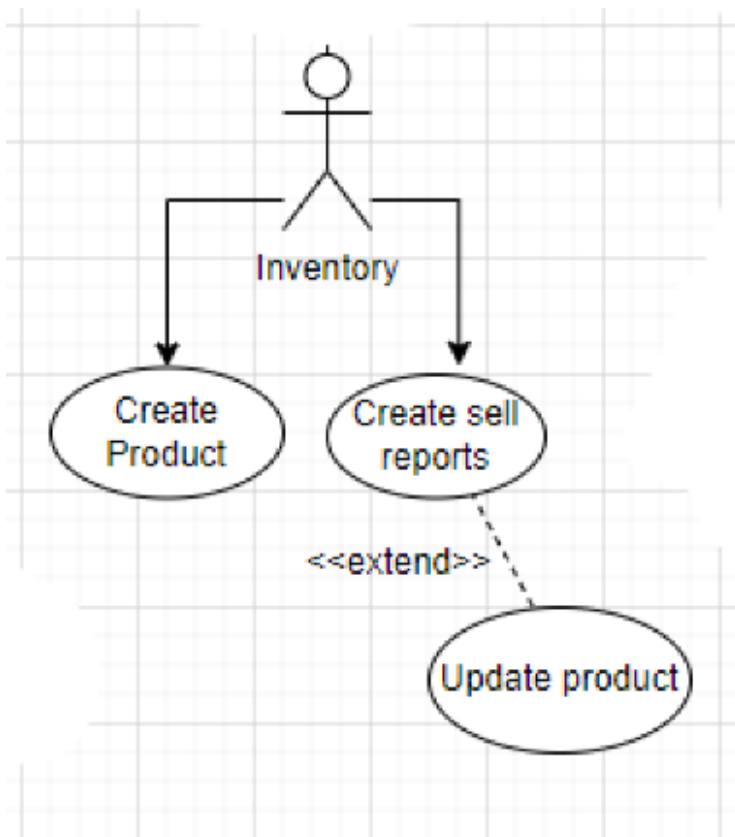 Inventory
Create
Product
Create sell
reports
<<extend>>
Update product